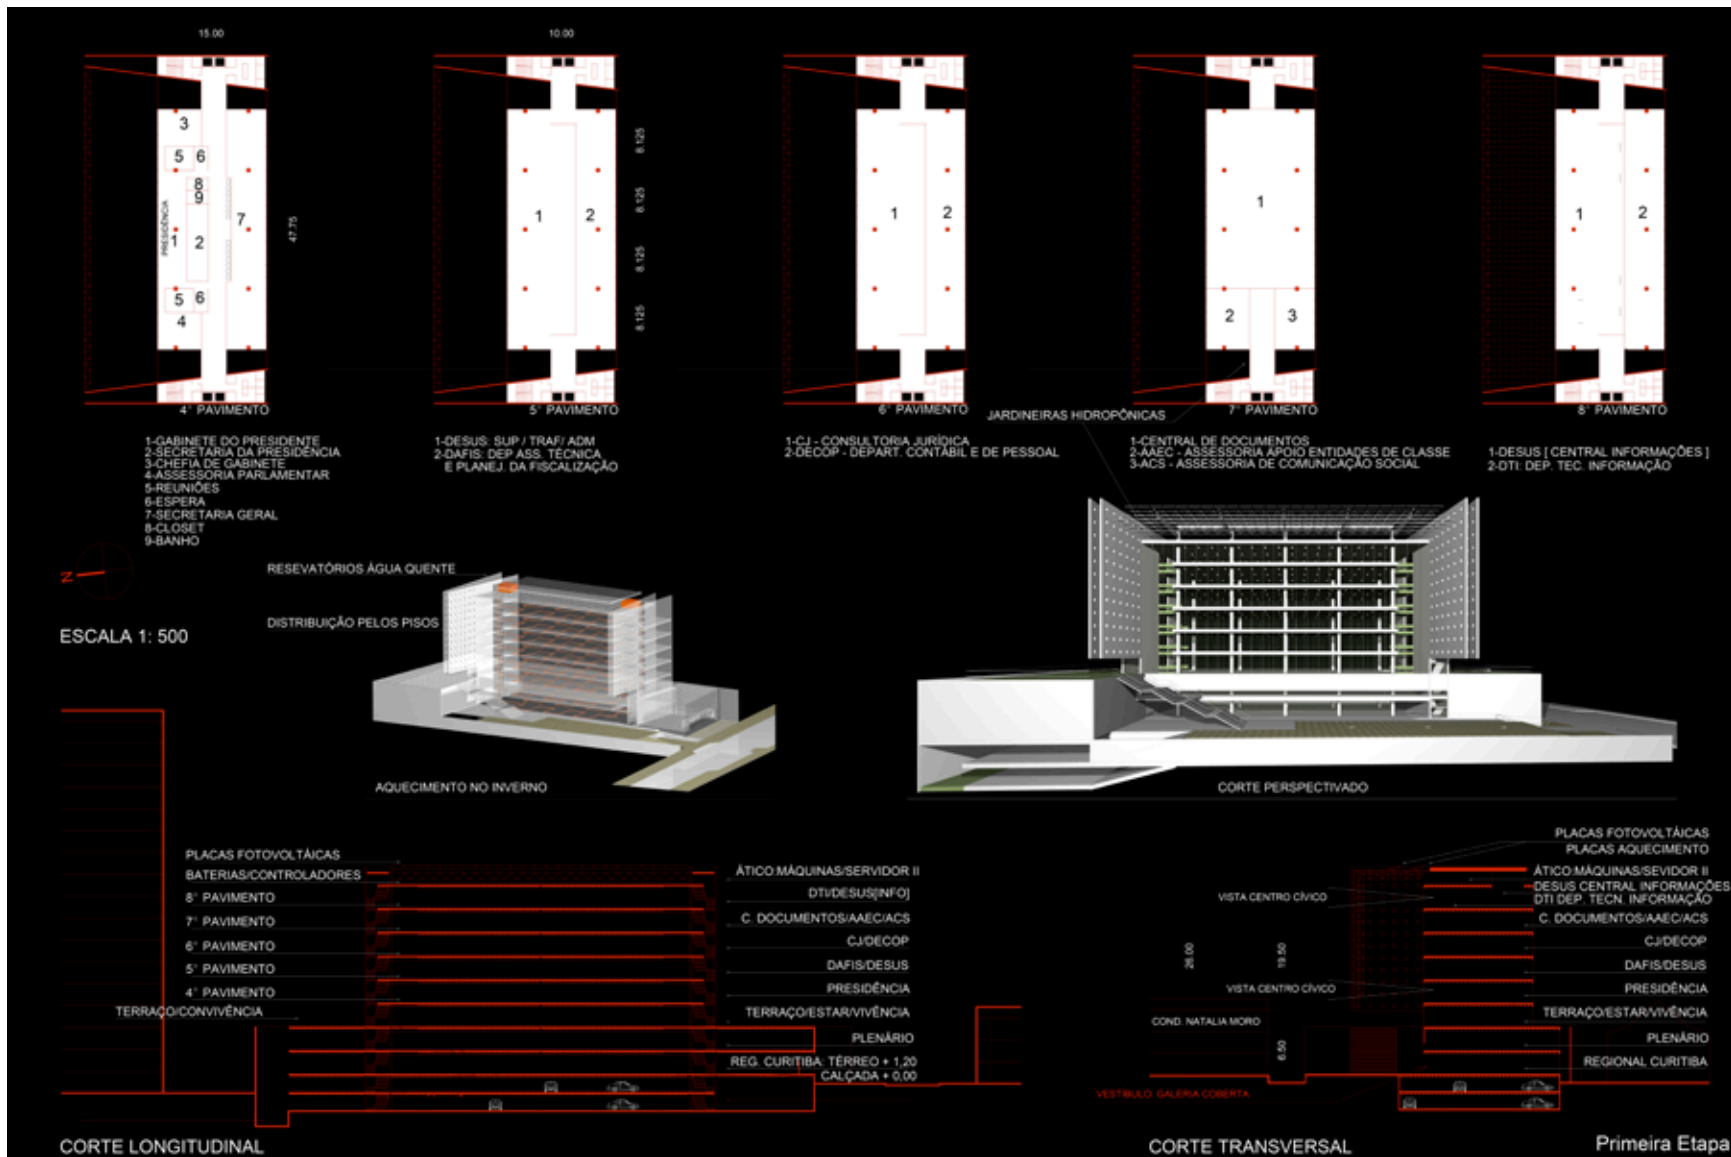 15.00
10.00
3
5 6
8
9
PRESIDÊNCIA
1
2
7
5 6
4
47.75
1
2
8.125
8.125
8.125
8.125
1
2
1
2
3
1
2
4° PAVIMENTO
5° PAVIMENTO
6° PAVIMENTO
7° PAVIMENTO
8° PAVIMENTO
JARDINEIRAS HIDROPÔNICAS
1-GABINETE DO PRESIDENTE
2-SECRETARIA DA PRESIDÊNCIA
3-CHEFIA DE GABINETE
4-ASSESSORIA PARLAMENTAR
5-REUNIÕES
6-ESPERA
7-SECRETARIA GERAL
8-CLOSET
9-BANHO
1-DESUS: SUP / TRAF/ ADM
2-DAFIS: DEP ASS. TÉCNICA
E PLANEJ. DA FISCALIZAÇÃO
1-CJ - CONSULTORIA JURÍDICA
2-DECOP - DEPART. CONTÁBIL E DE PESSOAL
1-CENTRAL DE DOCUMENTOS
2-AAEC - ASSESSORIA APOIO ENTIDADES DE CLASSE
3-ACS - ASSESSORIA DE COMUNICAÇÃO SOCIAL
1-DESUS [ CENTRAL INFORMAÇÕES ]
2-DTI: DEP. TEC. INFORMAÇÃO
N
ESCALA 1: 500
RESEVATÓRIOS ÁGUA QUENTE
DISTRIBUIÇÃO PELOS PISOS
AQUECIMENTO NO INVERNO
CORTE PERSPECTIVADO
PLACAS FOTOVOLTÁICAS
BATERIAS/CONTROLADORES
8° PAVIMENTO
7° PAVIMENTO
6° PAVIMENTO
5° PAVIMENTO
4° PAVIMENTO
TERRAÇO/CONVIVÊNCIA
ÁTICO:MÁQUINAS/SERVIDOR II
DTI/DESUS[INFO]
C. DOCUMENTOS/AAEC/ACS
CJ/DECOP
DAFIS/DESUS
PRESIDÊNCIA
TERRAÇO/ESTAR/VIVÊNCIA
PLENÁRIO
REG. CURITIBA: TÉRREO + 1,20
CALÇADA + 0,00
CORTE LONGITUDINAL
PLACAS FOTOVOLTÁICAS
PLACAS AQUECIMENTO
ÁTICO:MÁQUINAS/SERVIDOR II
DESUS CENTRAL INFORMAÇÕES
DTI DEP. TECN. INFORMAÇÃO
C. DOCUMENTOS/AAEC/ACS
CJ/DECOP
DAFIS/DESUS
PRESIDÊNCIA
TERRAÇO/ESTAR/VIVÊNCIA
PLENÁRIO
REGIONAL CURITIBA
VISTA CENTRO CÍVICO
26.00
19.50
VISTA CENTRO CÍVICO
COND. NATALIA MORO
6.50
VESTÍBULO GALERIA COBERTA
CORTE TRANSVERSAL
Primeira Etapa